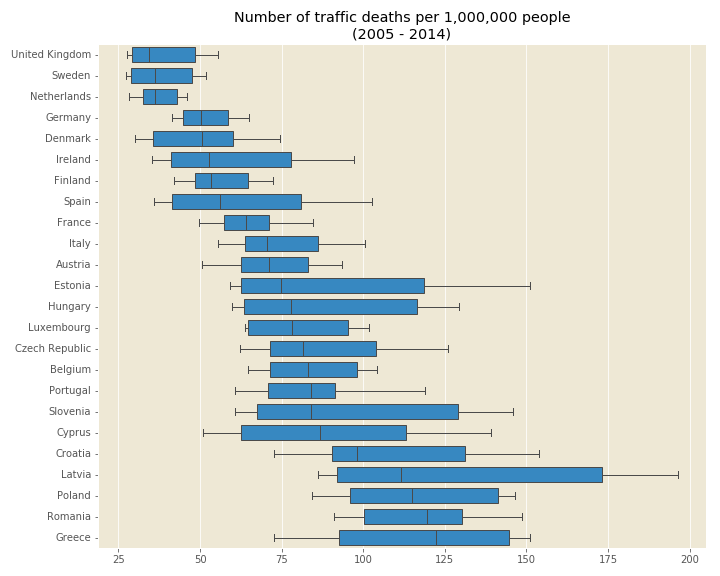 Number of traffic deaths per 1,000,000 people
(2005 - 2014)
United Kingdom
Sweden
Netherlands
Germany
Denmark
Ireland
Finland
Spain
France
Italy
Austria
Estonia
Hungary
Luxembourg
Czech Republic
Belgium
Portugal
Slovenia
Cyprus
Croatia
Latvia
Poland
Romania
Greece
25 50 75 100 125 150 175 200